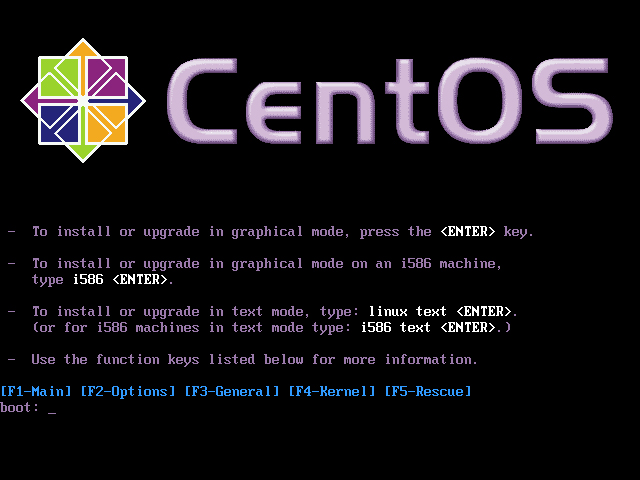 CentOS
- To install or upgrade in graphical mode, press the <ENTER> key.
- To install or upgrade in graphical mode on an i586 machine,
type i586 <ENTER>.
- To install or upgrade in text mode, type: linux text <ENTER>.
(or for i586 machines in text mode type: i586 text <ENTER>.)
- Use the function keys listed below for more information.
[F1-Main] [F2-Options] [F3-General] [F4-Kernel] [F5-Rescue]
boot: _